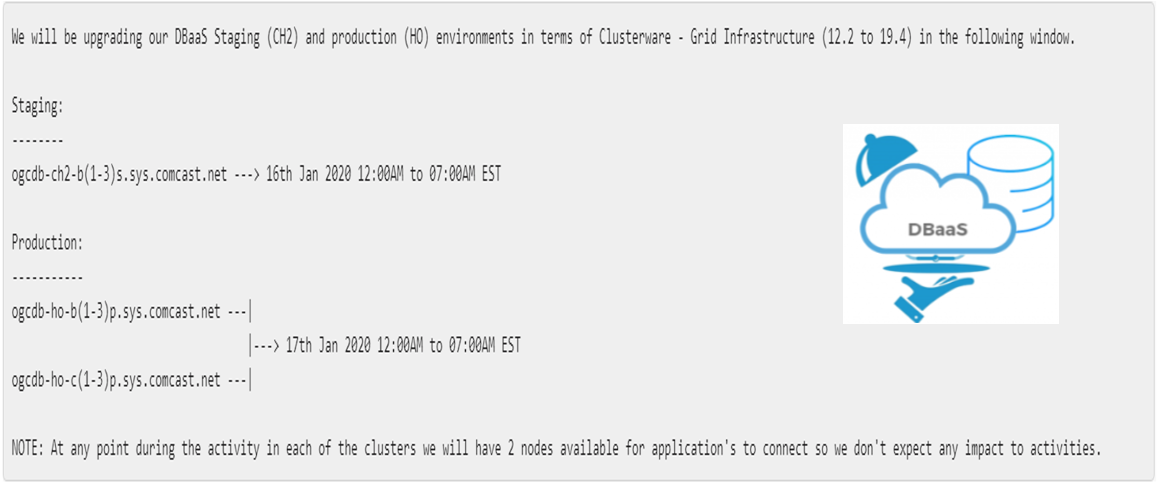 We will be upgrading our DBaaS Staging (CH2) and production (HO) environments in terms of Clusterware - Grid Infrastructure (12.2 to 19.4) in the following window.
Staging:
--------
ogcdb-ch2-b(1-3)s.sys.comcast.net ---> 16th Jan 2020 12:00AM to 07:00AM EST
DBaaS
Production:
-----------
ogcdb-ho-b(1-3)p.sys.comcast.net ---|
|---> 17th Jan 2020 12:00AM to 07:00AM EST
ogcdb-ho-c(1-3)p.sys.comcast.net ---|
NOTE: At any point during the activity in each of the clusters we will have 2 nodes available for application's to connect so we don't expect any impact to activities.